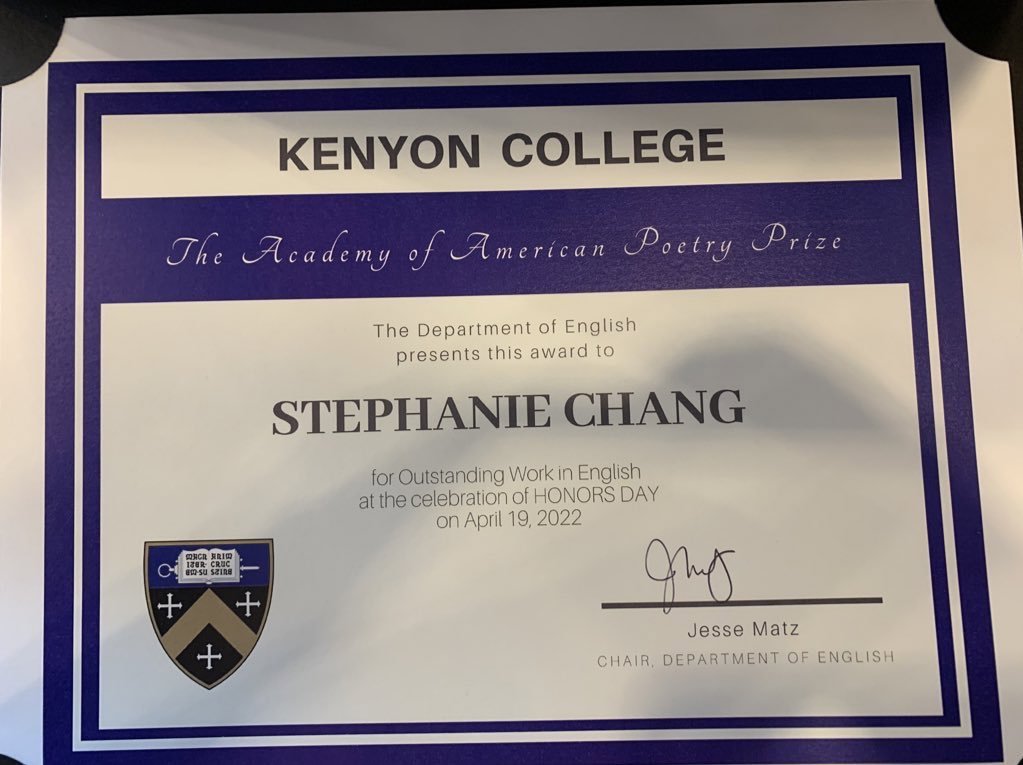 KENYON COLLEGE
The Academy of American Poetry Prize
The Department of English
presents this award to
STEPHANIE CHANG
for Outstanding Work in English
at the celebration of HONORS DAY
on April 19, 2022
Jesse Matz
CHAIR, DEPARTMENT OF ENGLISH